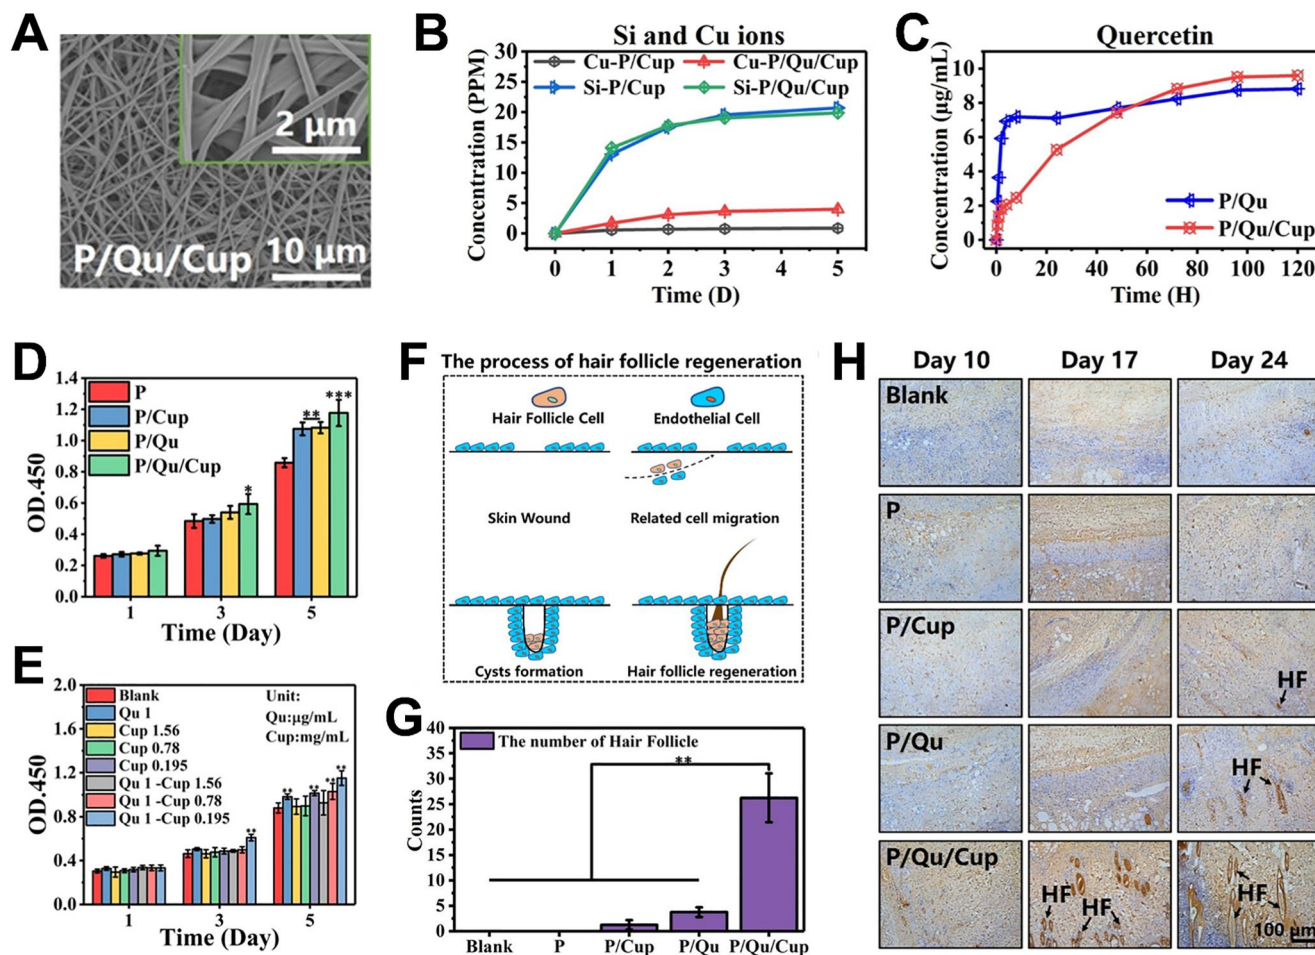 A
2 μm
P/Qu/Cup
10 μm
B
Si and Cu ions
Cu-P/Cup
Cu-P/Qu/Cup
Si-P/Cup
Si-P/Qu/Cup
Concentration (PPM)
30
25
20
15
10
5
0
0 1 2 3 4 5
Time (D)
C
Quercetin
Concentration (μg/mL)
10
8
6
4
2
0
P/Qu
P/Qu/Cup
0 20 40 60 80 100 120
Time (H)
D
OD.450
1.4
1.2
1.0
0.8
0.6
0.4
0.2
0.0
P
P/Cup
P/Qu
P/Qu/Cup
*
**
***
1 3 5
Time (Day)
E
OD.450
2.0
1.6
1.2
0.8
0.4
0.0
Blank
Qu 1
Cup 1.56
Cup 0.78
Cup 0.195
Qu 1 -Cup 1.56
Qu 1 -Cup 0.78
Qu 1 -Cup 0.195
Unit:
Qu:μg/mL
Cup:mg/mL
**
** ** ** **
1 3 5
Time (Day)
F
The process of hair follicle regeneration
Hair Follicle Cell
Endothelial Cell
Skin Wound
Related cell migration
Cysts formation
Hair follicle regeneration
G
Counts
40
35
30
25
20
15
10
5
0
The number of Hair Follicle
**
Blank P P/Cup P/Qu P/Qu/Cup
H
Day 10 Day 17 Day 24
Blank
P
P/Cup
HF
P/Qu
HF
P/Qu/Cup
HF
HF
HF
100 μm